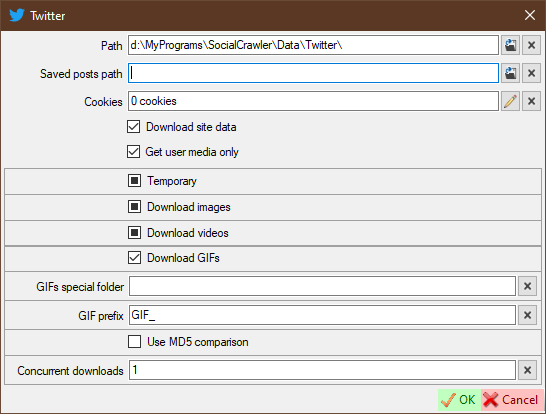 Twitter
Path d:\MyPrograms\SocialCrawler\Data\Twitter\
Saved posts path
Cookies 0 cookies
Download site data
Get user media only
Temporary
Download images
Download videos
Download GIFs
GIFs special folder
GIF prefix GIF_
Use MD5 comparison
Concurrent downloads 1
OK Cancel